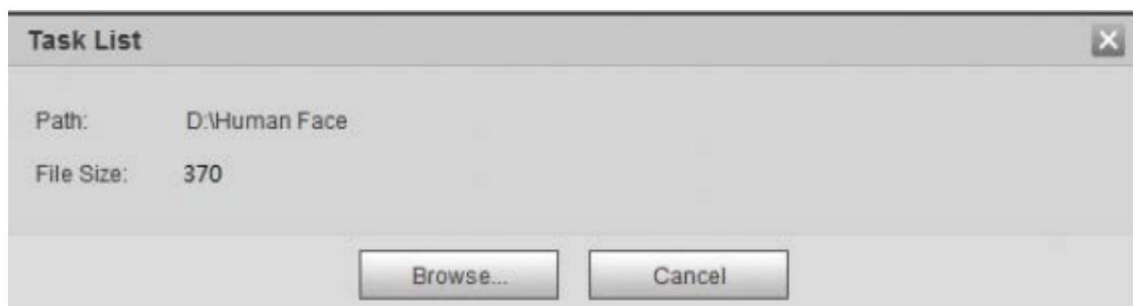 Task List
Path: D:\Human Face
File Size: 370
Browse... Cancel